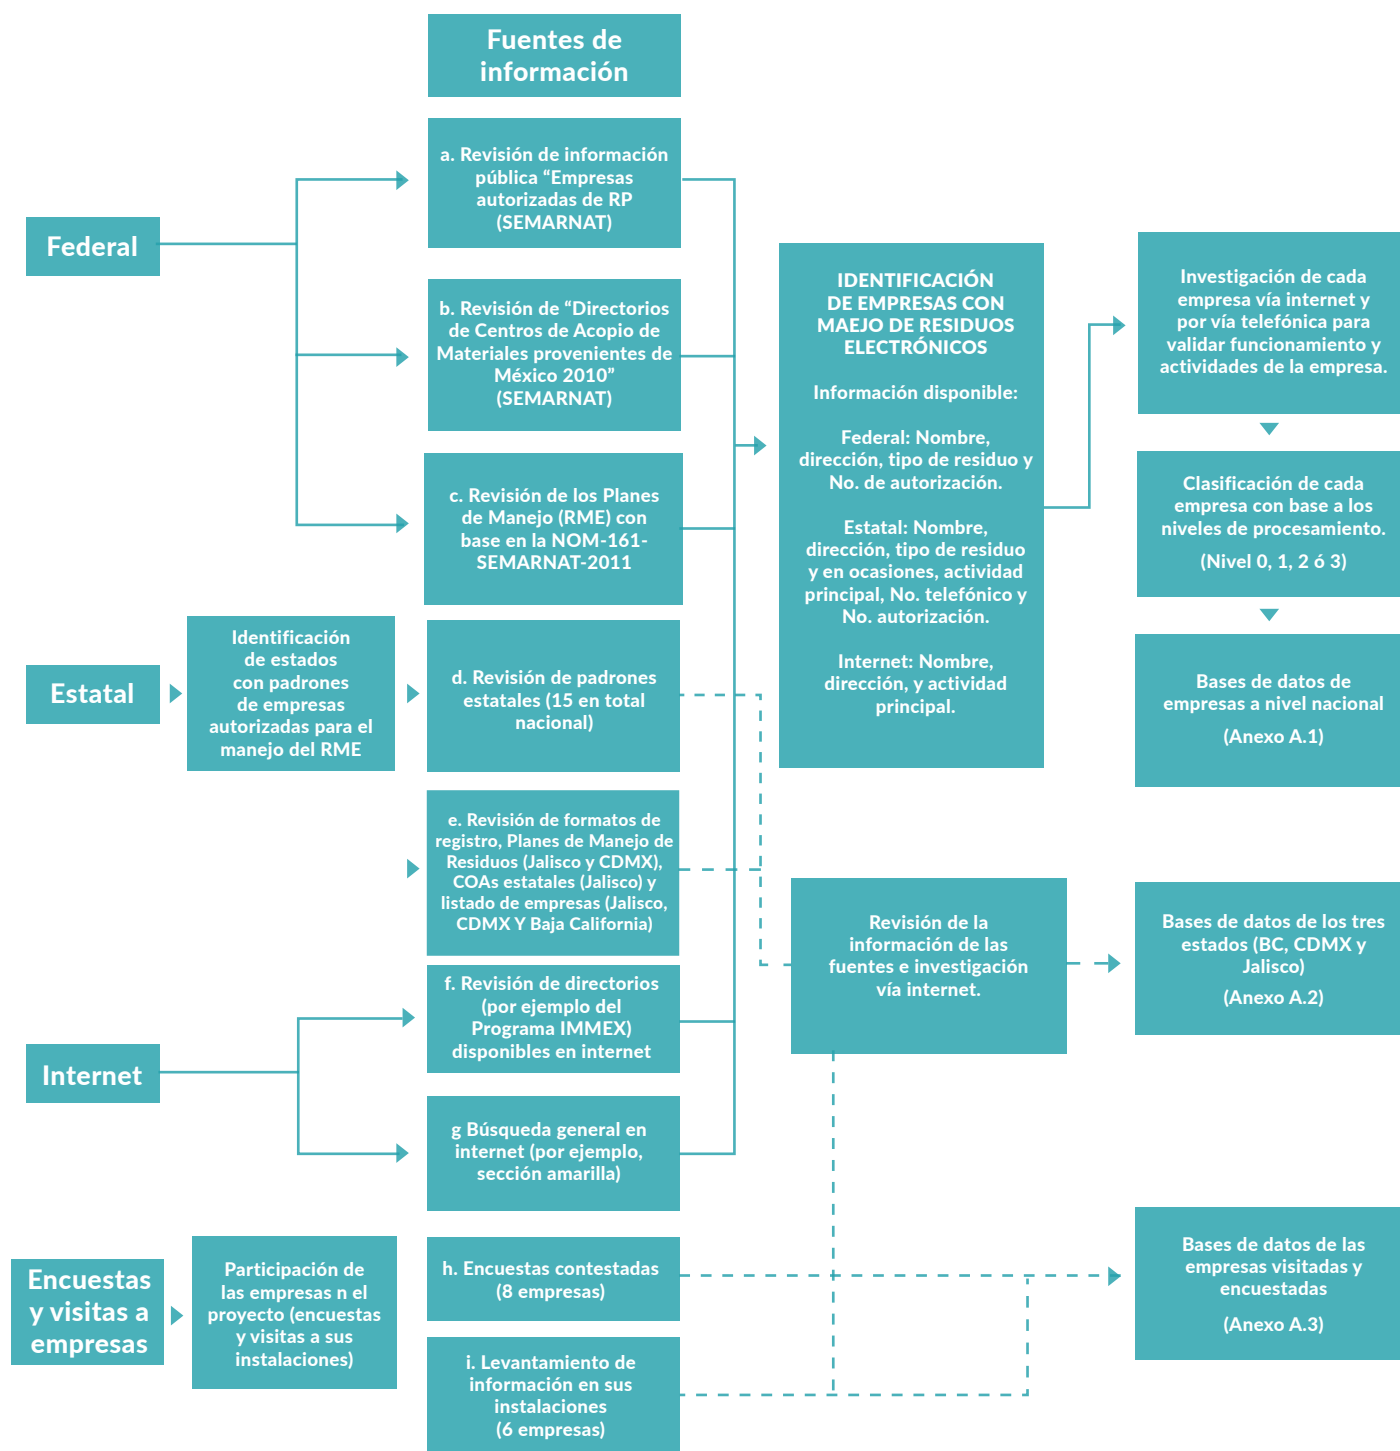 Fuentes de
información
Federal
a. Revisión de información
pública “Empresas
autorizadas de RP
(SEMARNAT)
b. Revisión de “Directorios
de Centros de Acopio de
Materiales provenientes de
México 2010”
(SEMARNAT)
c. Revisión de los Planes
de Manejo (RME) con
base en la NOM-161-
SEMARNAT-2011
Estatal
Identificación
de estados
con padrones
de empresas
autorizadas para el
manejo del RME
d. Revisión de padrones
estatales (15 en total
nacional)
e. Revisión de formatos de
registro, Planes de Manejo de
Residuos (Jalisco y CDMX),
COAs estatales (Jalisco) y
listado de empresas (Jalisco,
CDMX Y Baja California)
Internet
f. Revisión de directorios
(por ejemplo del
Programa IMMEX)
disponibles en internet
g Búsqueda general en
internet (por ejemplo,
sección amarilla)
Encuestas
y visitas a
empresas
Participación de
las empresas n el
proyecto (encuestas
y visitas a sus
instalaciones)
h. Encuestas contestadas
(8 empresas)
i. Levantamiento de
información en sus
instalaciones
(6 empresas)
IDENTIFICACIÓN
DE EMPRESAS CON
MAEJO DE RESIDUOS
ELECTRÓNICOS
Información disponible:
Federal: Nombre,
dirección, tipo de residuo y
No. de autorización.
Estatal: Nombre,
dirección, tipo de residuo
y en ocasiones, actividad
principal, No. telefónico y
No. autorización.
Internet: Nombre,
dirección, y actividad
principal.
Revisión de la
información de las
fuentes e investigación
vía internet.
Investigación de cada
empresa vía internet y
por vía telefónica para
validar funcionamiento y
actividades de la empresa.
Clasificación de cada
empresa con base a los
niveles de procesamiento.
(Nivel 0, 1, 2 ó 3)
Bases de datos de
empresas a nivel nacional
(Anexo A.1)
Bases de datos de los tres
estados (BC, CDMX y
Jalisco)
(Anexo A.2)
Bases de datos de las
empresas visitadas y
encuestadas
(Anexo A.3)